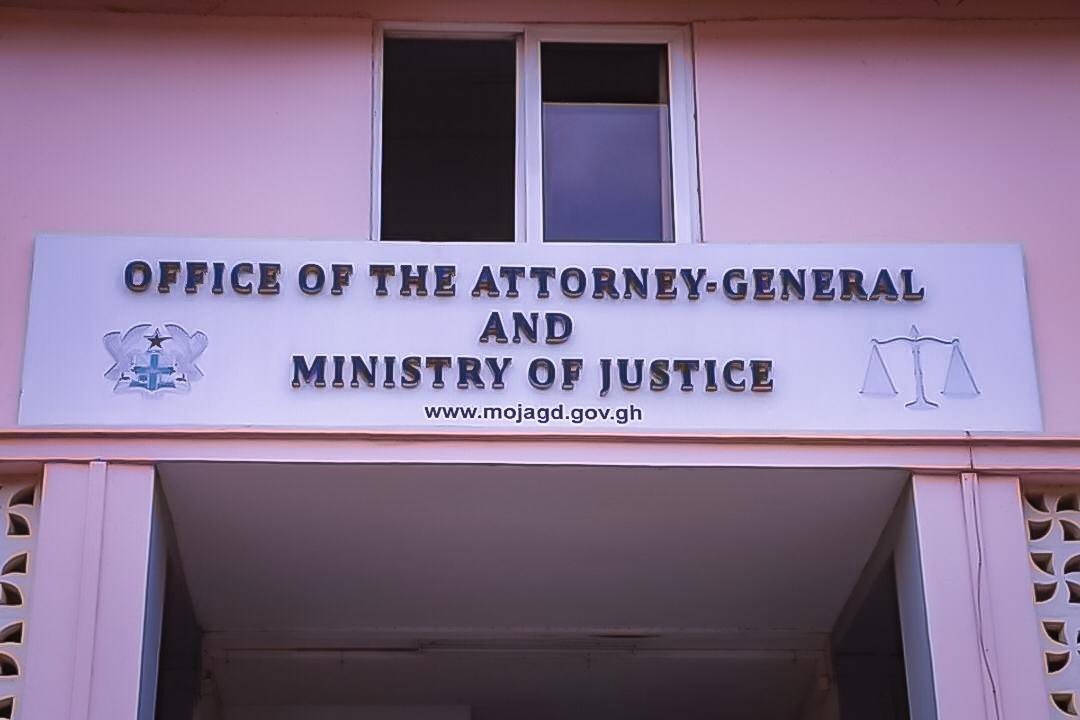 OFFICE OF THE ATTORNEY-GENERAL
AND
MINISTRY OF JUSTICE
www.mojagd.gov.gh